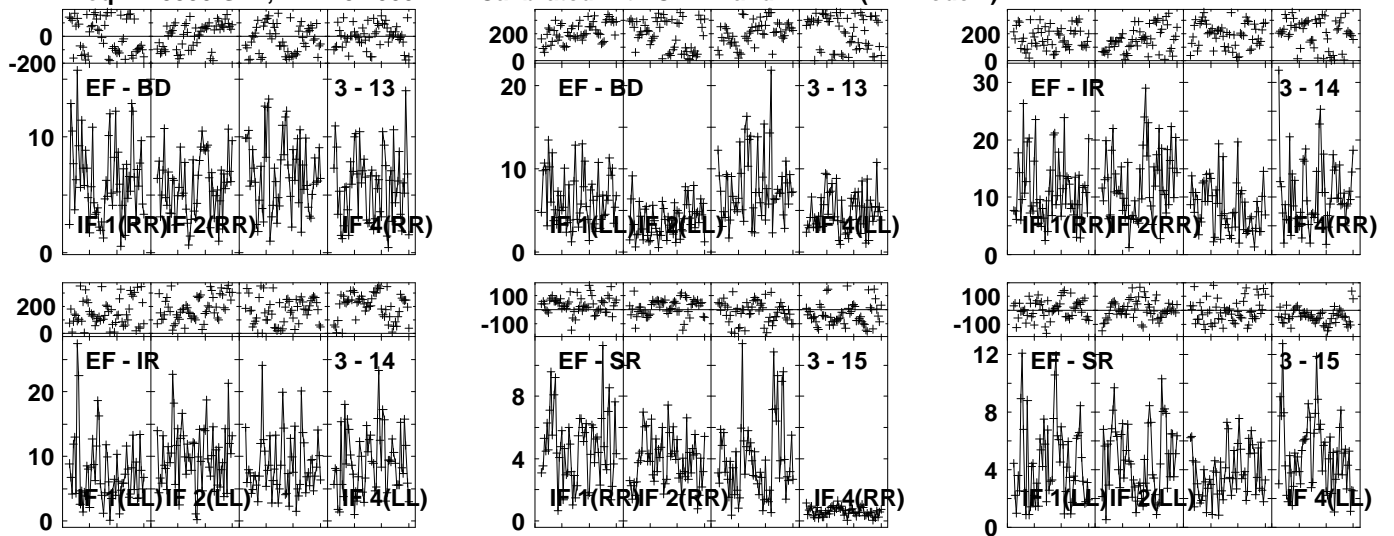 0
-200
EF - BD
3 - 13
10
0
IF 1(RR)
IF 2(RR)
IF 4(RR)
200
0
EF - BD
3 - 13
20
10
0
IF 1(LL)
IF 2(LL)
IF 4(LL)
200
0
EF - IR
3 - 14
30
20
10
0
IF 1(RR)
IF 2(RR)
IF 4(RR)
200
0
EF - IR
3 - 14
20
10
0
IF 1(LL)
IF 2(LL)
IF 4(LL)
100
-100
EF - SR
3 - 15
8
4
0
IF 1(RR)
IF 2(RR)
IF 4(RR)
100
-100
EF - SR
3 - 15
12
8
4
0
IF 1(LL)
IF 2(LL)
IF 4(LL)